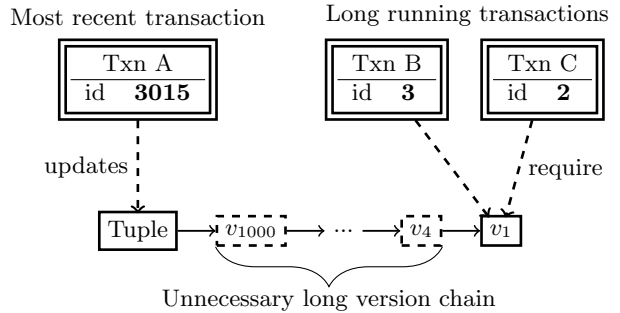 Most recent transaction
Long running transactions
Txn A
id 3015
Txn B
id 3
Txn C
id 2
updates
require
Tuple
v1000
...
v4
v1
Unnecessary long version chain